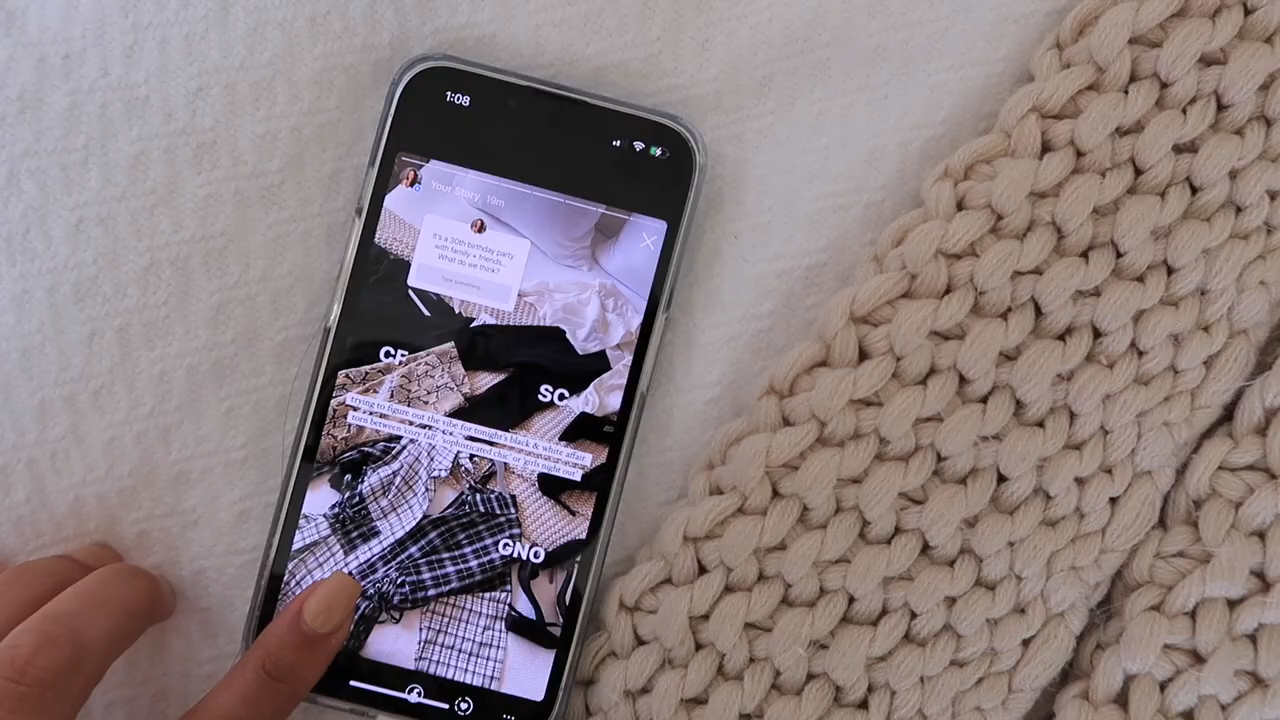 1:08
Your Story 19m
It's a 30th birthday party
with family + friends...
What do we think?
Type something...
CF
SC
trying to figure out the vibe for tonight's black & white affair.
torn between 'cozy fall', 'sophisticated chic' or 'girls night out'
GNO